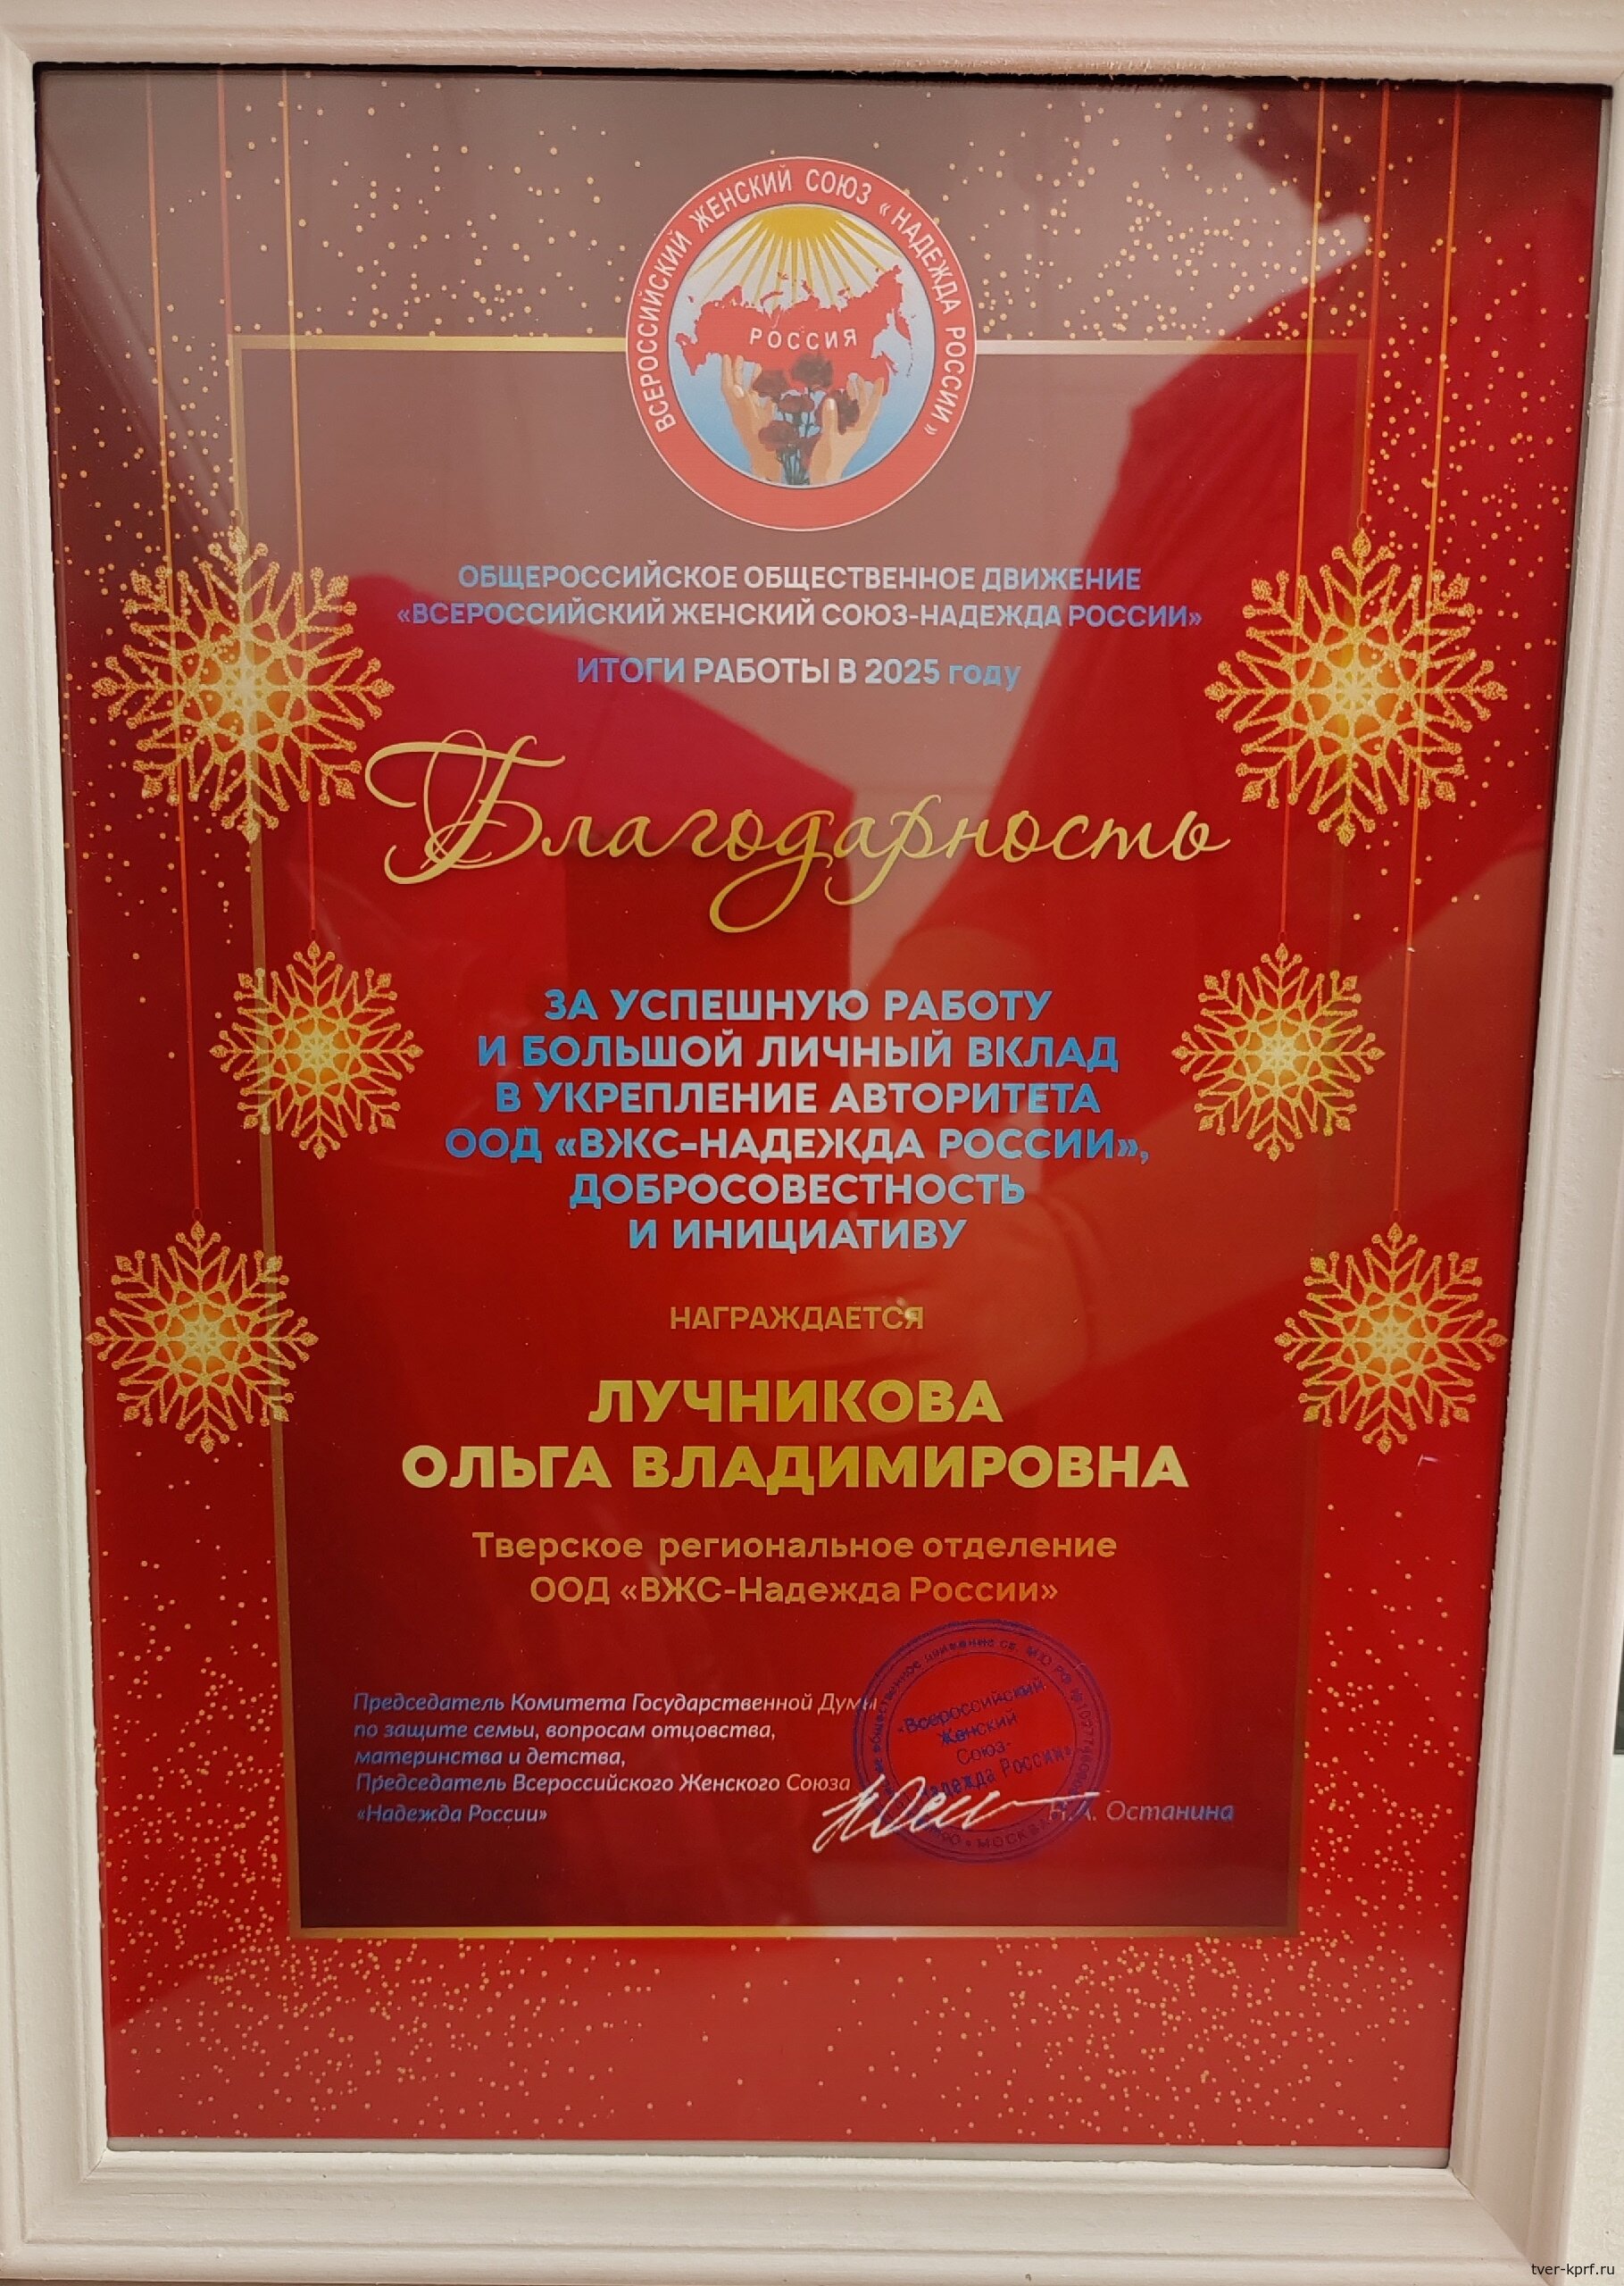 ВСЕРОССИЙСКИЙ ЖЕНСКИЙ СОЮЗ «НАДЕЖДА РОССИИ»
РОССИЯ
ОБЩЕРОССИЙСКОЕ ОБЩЕСТВЕННОЕ ДВИЖЕНИЕ
«ВСЕРОССИЙСКИЙ ЖЕНСКИЙ СОЮЗ-НАДЕЖДА РОССИИ»
ИТОГИ РАБОТЫ В 2025 году
Благодарность
ЗА УСПЕШНУЮ РАБОТУ
И БОЛЬШОЙ ЛИЧНЫЙ ВКЛАД
В УКРЕПЛЕНИЕ АВТОРИТЕТА
ООД «ВЖС-НАДЕЖДА РОССИИ»,
ДОБРОСОВЕСТНОСТЬ
И ИНИЦИАТИВУ
НАГРАЖДАЕТСЯ
ЛУЧНИКОВА
ОЛЬГА ВЛАДИМИРОВНА
Тверское региональное отделение
ООД «ВЖС-Надежда России»
Председатель Комитета Государственной Думы
по защите семьи, вопросам отцовства,
материнства и детства,
Председатель Всероссийского Женского Союза
«Надежда России»
Н.А. Останина
«Всероссийский
Женский
Союз-
Надежда России»
МОСКВА
tver-kprf.ru